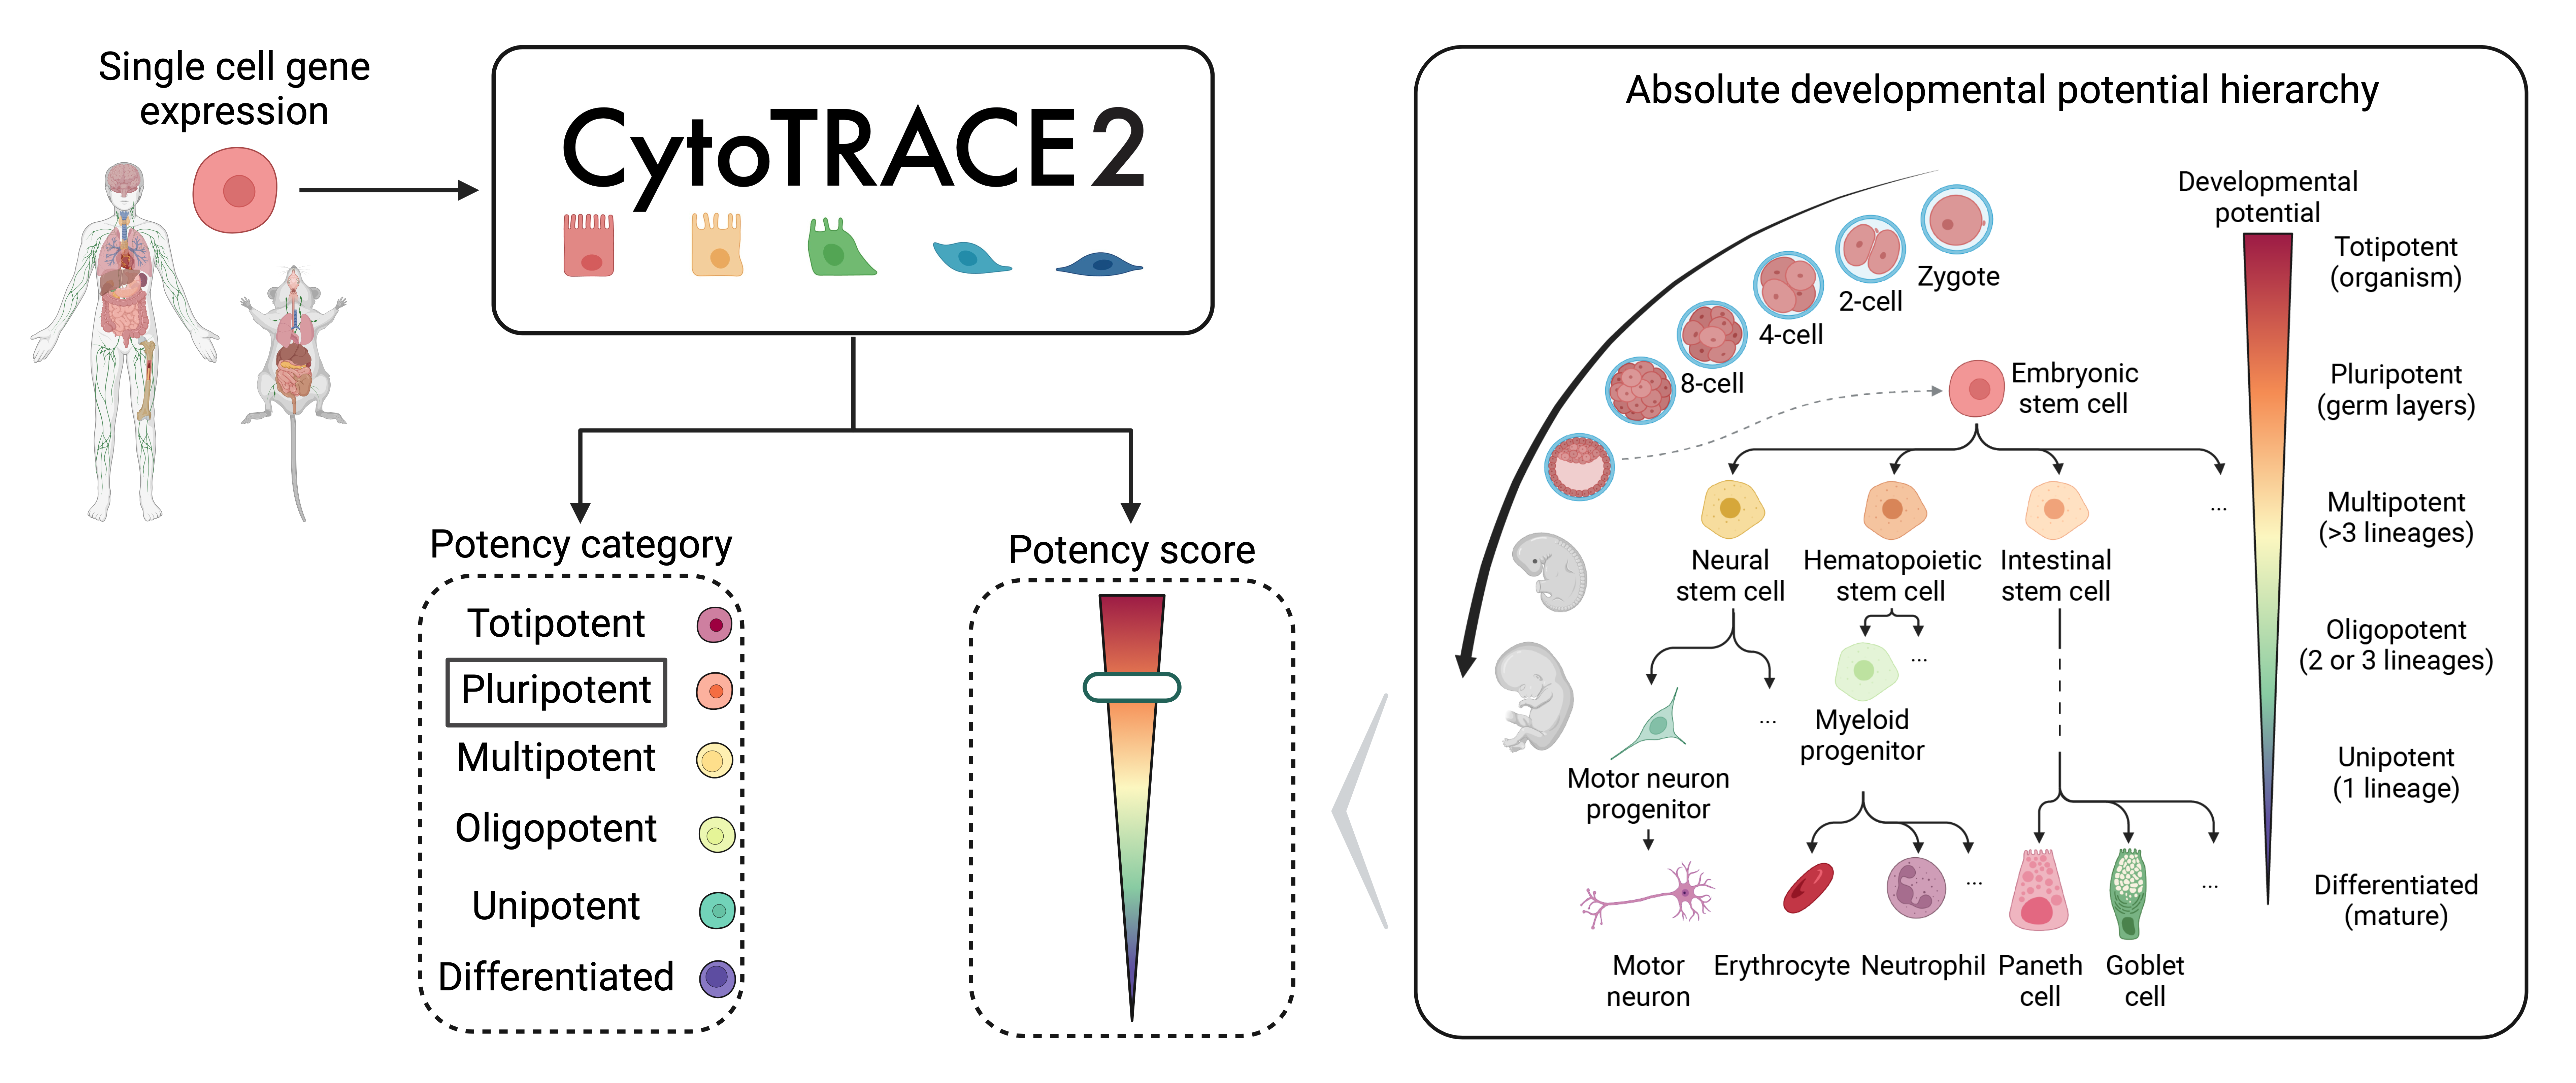 Single cell gene
expression
CytoTRACE 2
Potency category
Totipotent
Pluripotent
Multipotent
Oligopotent
Unipotent
Differentiated
Potency score
Absolute developmental potential hierarchy
Zygote
2-cell
4-cell
8-cell
Embryonic
stem cell
Neural
stem cell
Hematopoietic
stem cell
Intestinal
stem cell
...
Motor neuron
progenitor
...
Myeloid
progenitor
...
Motor
neuron
Erythrocyte
Neutrophil
...
Paneth
cell
Goblet
cell
...
Developmental
potential
Totipotent
(organism)
Pluripotent
(germ layers)
Multipotent
(>3 lineages)
Oligopotent
(2 or 3 lineages)
Unipotent
(1 lineage)
Differentiated
(mature)